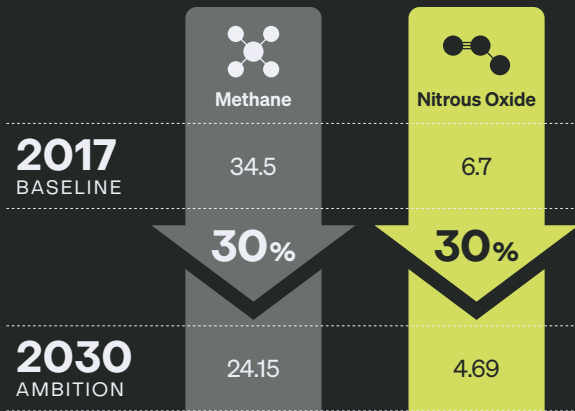 Methane
Nitrous Oxide
2017
BASELINE
34.5
6.7
30%
30%
2030
AMBITION
24.15
4.69